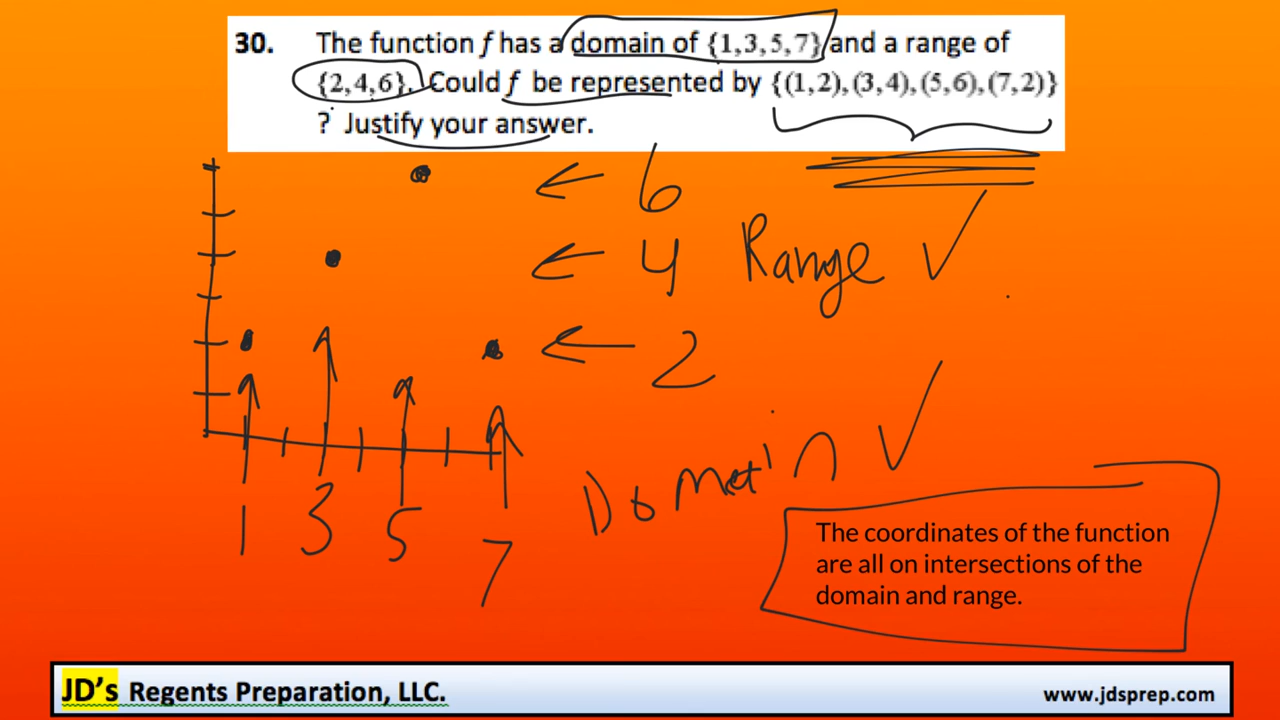 30. The function f has a domain of {1,3,5,7} and a range of
{2,4,6}. Could f be represented by {(1,2),(3,4),(5,6),(7,2)}
? Justify your answer.
6
4 Range ✓
2
Domain ✓
1 3 5 7
The coordinates of the function
are all on intersections of the
domain and range.
JD's Regents Preparation, LLC. www.jdsprep.com